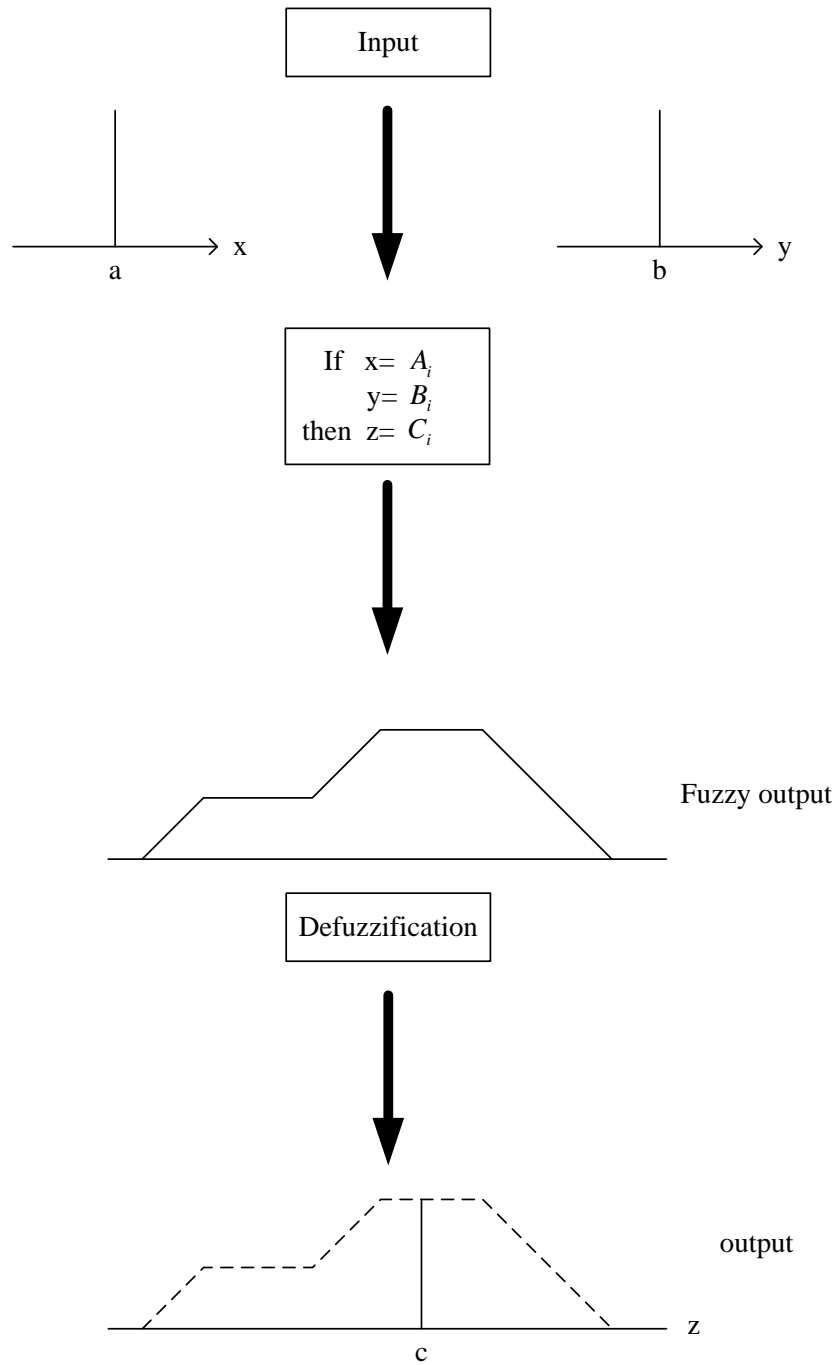 Input
x
a
y
b
If x= A_i
y= B_i
then z= C_i
Fuzzy output
Defuzzification
output
z
c